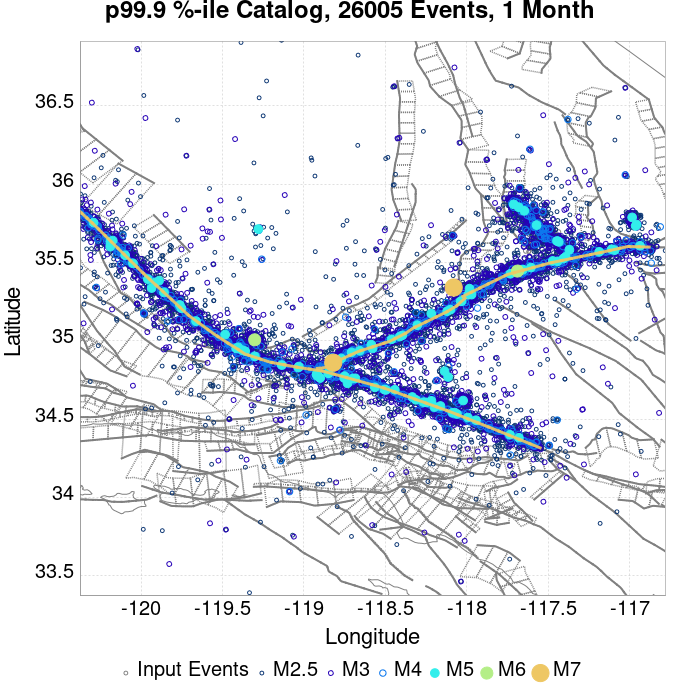 p99.9 %-ile Catalog, 26005 Events, 1 Month
36.5
36
35.5
35
34.5
34
33.5
Latitude
-120 -119.5 -119 -118.5 -118 -117.5 -117
Longitude
Input Events M2.5 M3 M4 M5 M6 M7